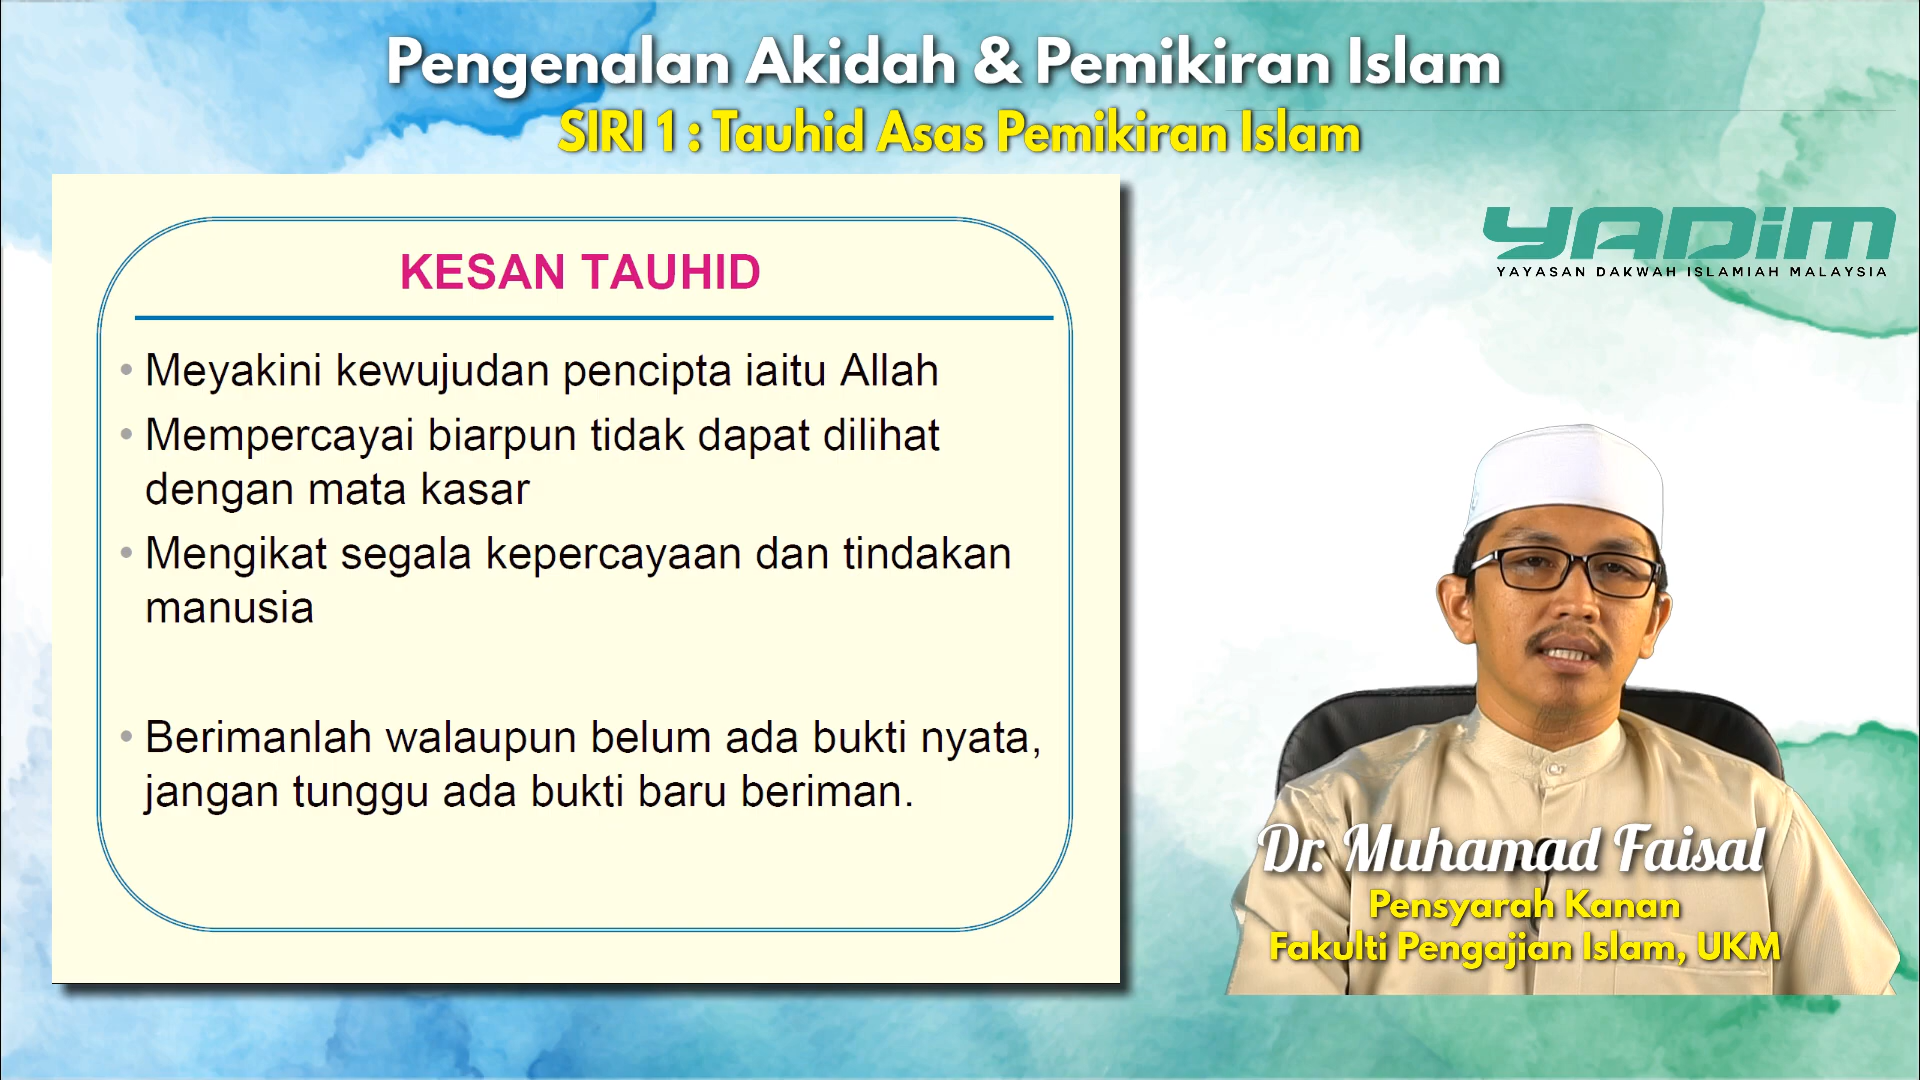 Pengenalan Akidah & Pemikiran Islam
SIRI 1 : Tauhid Asas Pemikiran Islam
KESAN TAUHID
• Meyakini kewujudan pencipta iaitu Allah
• Mempercayai biarpun tidak dapat dilihat
dengan mata kasar
• Mengikat segala kepercayaan dan tindakan
manusia
• Berimanlah walaupun belum ada bukti nyata,
jangan tunggu ada bukti baru beriman.
YADiM
YAYASAN DAKWAH ISLAMIAH MALAYSIA
Dr. Muhamad Faisal
Pensyarah Kanan
Fakulti Pengajian Islam, UKM